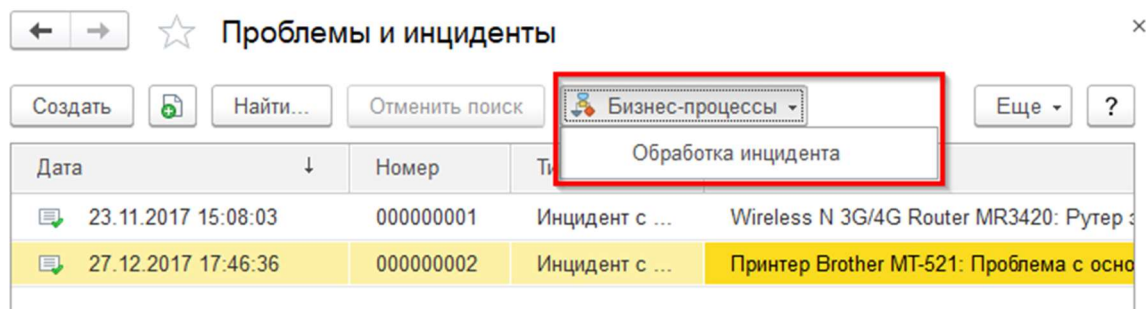 Проблемы и инциденты
Создать Найти... Отменить поиск Бизнес-процессы Еще ?
Обработка инцидента
Дата Номер
23.11.2017 15:08:03 000000001 Инцидент с ... Wireless N 3G/4G Router MR3420: Рутер
27.12.2017 17:46:36 000000002 Инцидент с ... Принтер Brother MT-521: Проблема с осно